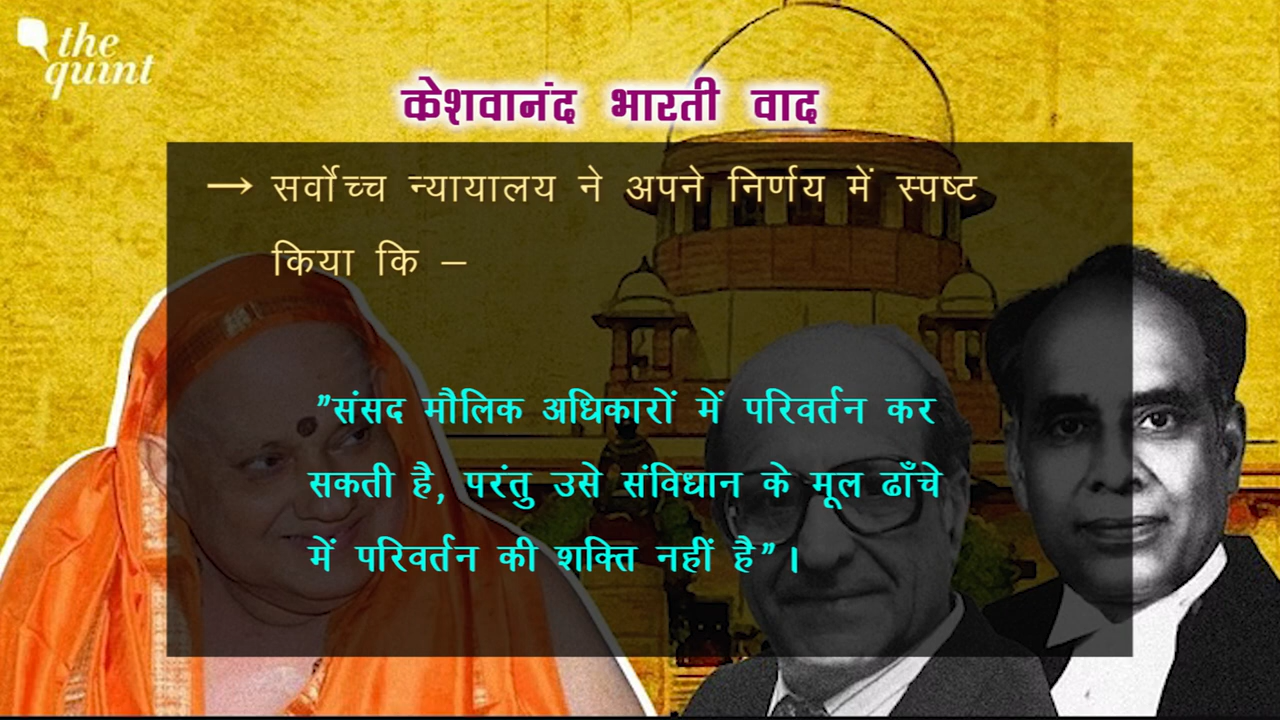 the
quint
केशवानंद भारती वाद
→ सर्वोच्च न्यायालय ने अपने निर्णय में स्पष्ट
किया कि –
"संसद मौलिक अधिकारों में परिवर्तन कर
सकती है, परंतु उसे संविधान के मूल ढाँचे
में परिवर्तन की शक्ति नहीं है"।